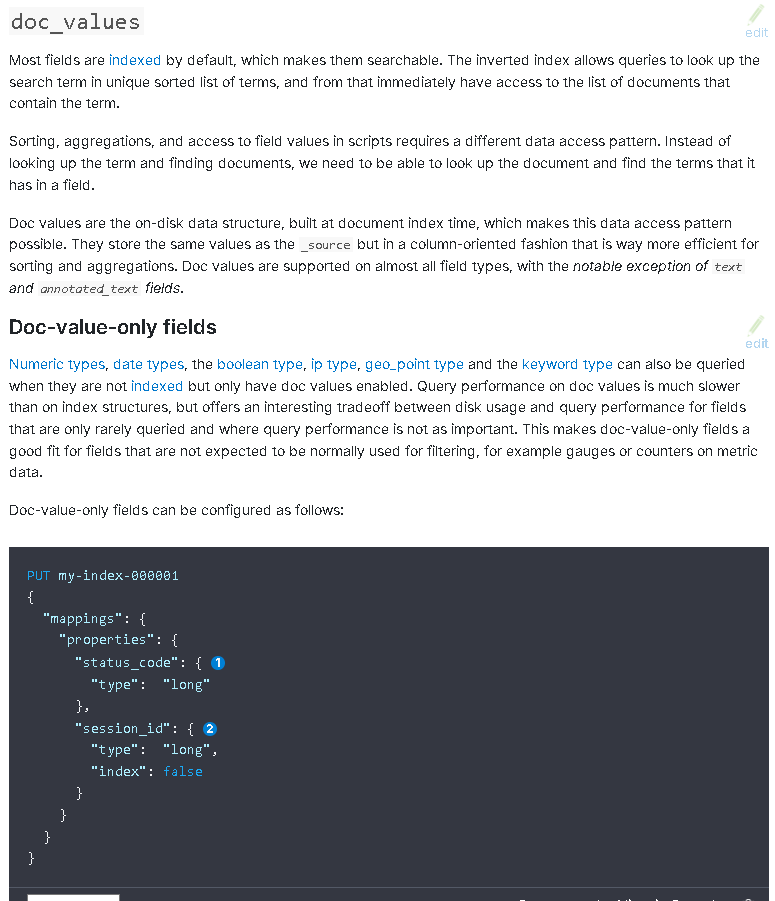 doc_values
edit
Most fields are indexed by default, which makes them searchable. The inverted index allows queries to look up the
search term in unique sorted list of terms, and from that immediately have access to the list of documents that
contain the term.
Sorting, aggregations, and access to field values in scripts requires a different data access pattern. Instead of
looking up the term and finding documents, we need to be able to look up the document and find the terms that it
has in a field.
Doc values are the on-disk data structure, built at document index time, which makes this data access pattern
possible. They store the same values as the _source but in a column-oriented fashion that is way more efficient for
sorting and aggregations. Doc values are supported on almost all field types, with the notable exception of text
and annotated_text fields.
Doc-value-only fields
edit
Numeric types, date types, the boolean type, ip type, geo_point type and the keyword type can also be queried
when they are not indexed but only have doc values enabled. Query performance on doc values is much slower
than on index structures, but offers an interesting tradeoff between disk usage and query performance for fields
that are only rarely queried and where query performance is not as important. This makes doc-value-only fields a
good fit for fields that are not expected to be normally used for filtering, for example gauges or counters on metric
data.
Doc-value-only fields can be configured as follows:
PUT my-index-000001
{
  "mappings": {
    "properties": {
      "status_code": { 1
        "type":  "long"
      },
      "session_id": { 2
        "type":  "long",
        "index": false
      }
    }
  }
}